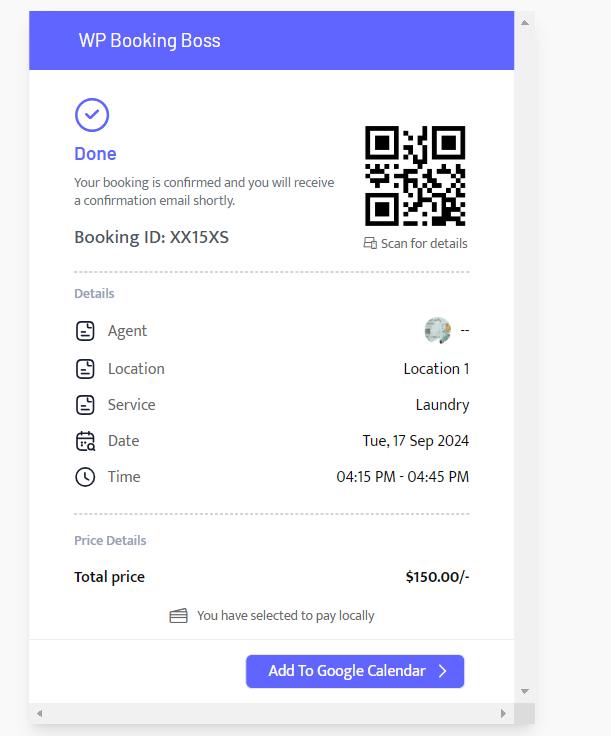 WP Booking Boss
Done
Your booking is confirmed and you will receive
a confirmation email shortly.
Booking ID: XX15XS
Scan for details
Details
Agent --
Location Location 1
Service Laundry
Date Tue, 17 Sep 2024
Time 04:15 PM - 04:45 PM
Price Details
Total price $150.00/-
You have selected to pay locally
Add To Google Calendar